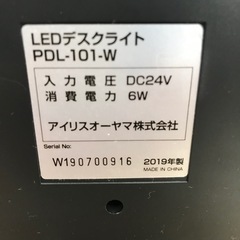 LEDデスクライト
PDL-101-W
入力電圧 DC24V
消費電力 6W
アイリスオーヤマ株式会社
Serial No:
W190700916 2019年製
MADE IN CHINA